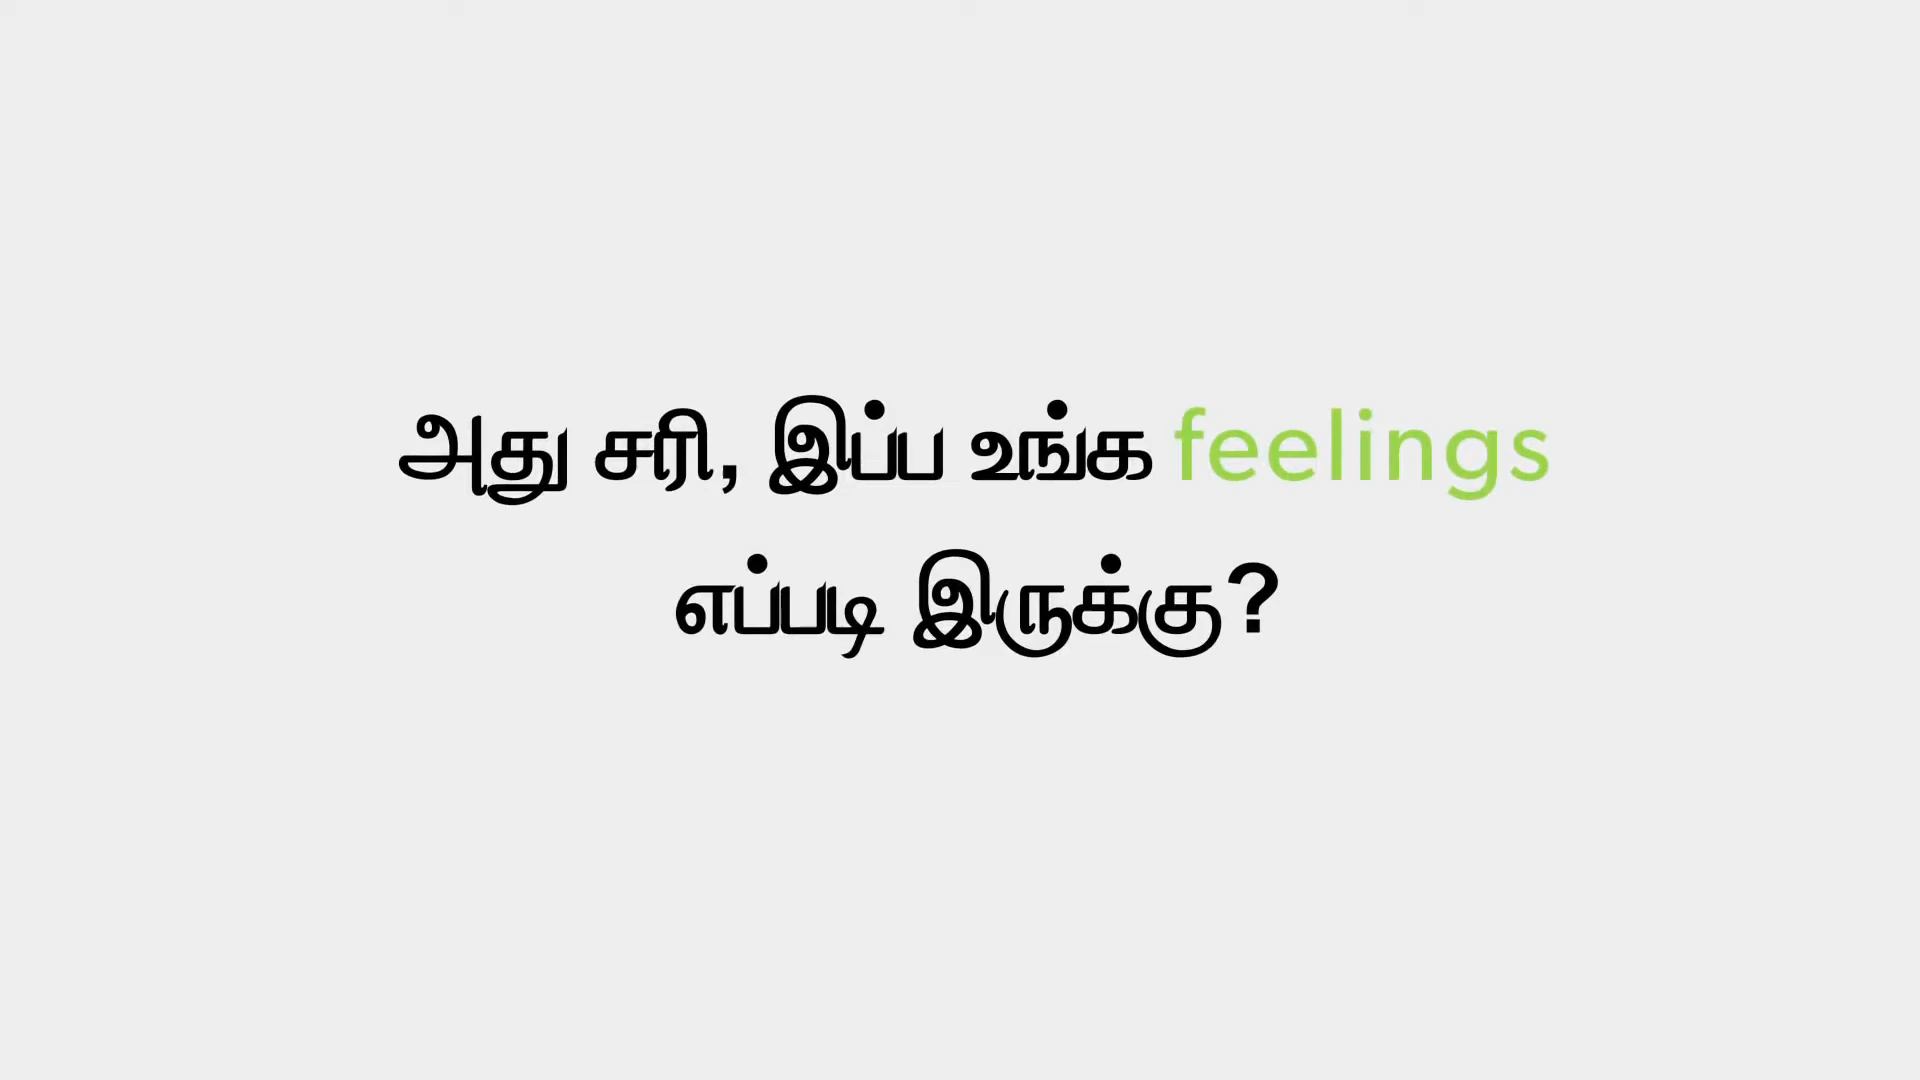 அது சரி, இப்ப உங்க feelings
எப்படி இருக்கு?